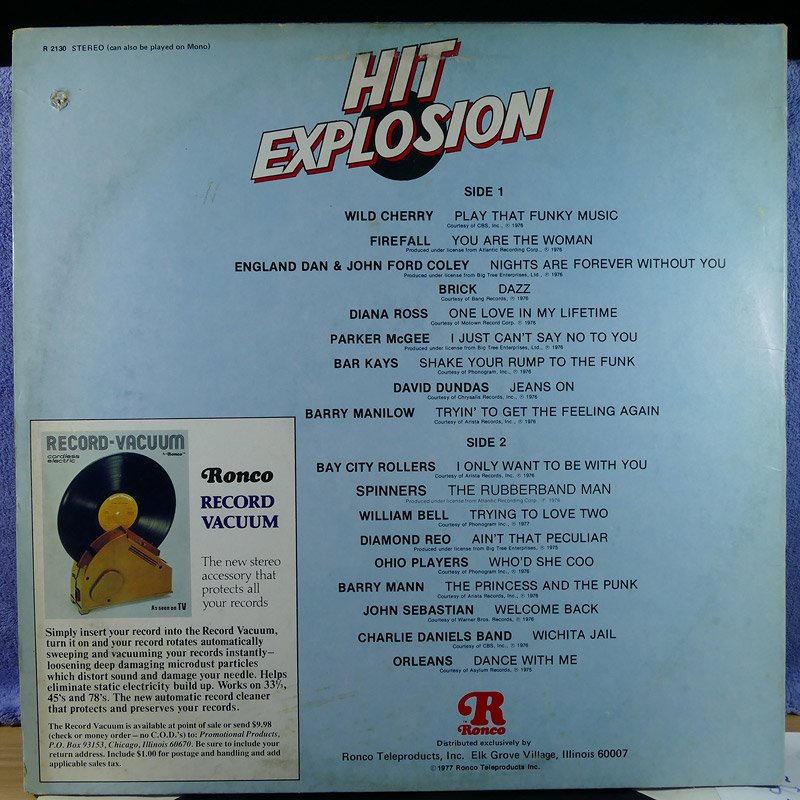 R 2130 STEREO (can also be played on Mono)
HIT
EXPLOSION
SIDE 1
WILD CHERRY PLAY THAT FUNKY MUSIC
Courtesy of CBS, Inc., ℗ 1976
FIREFALL YOU ARE THE WOMAN
Produced under license from Atlantic Recording Corp., ℗ 1976
ENGLAND DAN & JOHN FORD COLEY NIGHTS ARE FOREVER WITHOUT YOU
Produced under license from Big Tree Enterprises, Ltd., ℗ 1976
BRICK DAZZ
Courtesy of Bang Records, ℗ 1976
DIANA ROSS ONE LOVE IN MY LIFETIME
Courtesy of Motown Record Corp. ℗ 1976
PARKER McGEE I JUST CAN'T SAY NO TO YOU
Produced under license from Big Tree Enterprises, Ltd., ℗ 1976
BAR KAYS SHAKE YOUR RUMP TO THE FUNK
Courtesy of Phonogram, Inc., ℗ 1976
DAVID DUNDAS JEANS ON
Courtesy of Chrysalis Records, Inc., ℗ 1976
BARRY MANILOW TRYIN' TO GET THE FEELING AGAIN
Courtesy of Arista Records, Inc., ℗ 1976
SIDE 2
BAY CITY ROLLERS I ONLY WANT TO BE WITH YOU
Courtesy of Arista Records, Inc., ℗ 1976
SPINNERS THE RUBBERBAND MAN
Produced under license from Atlantic Recording Corp. ℗ 1976
WILLIAM BELL TRYING TO LOVE TWO
Courtesy of Phonogram Inc., ℗ 1977
DIAMOND REO AIN'T THAT PECULIAR
Produced under license from Big Tree Enterprises, ℗ 1975
OHIO PLAYERS WHO'D SHE COO
Courtesy of Phonogram Inc., ℗ 1976
BARRY MANN THE PRINCESS AND THE PUNK
Courtesy of Arista Records, Inc. ℗ 1976
JOHN SEBASTIAN WELCOME BACK
Courtesy of Warner Bros. Records, ℗ 1976
CHARLIE DANIELS BAND WICHITA JAIL
Courtesy of CBS, Inc., ℗ 1976
ORLEANS DANCE WITH ME
Courtesy of Asylum Records, ℗ 1975
RECORD-VACUUM
cordless
electric
by Ronco
As seen on TV
Ronco
RECORD
VACUUM
The new stereo
accessory that
protects all
your records
Simply insert your record into the Record Vacuum,
turn it on and your record rotates automatically
sweeping and vacuuming your records instantly—
loosening deep damaging microdust particles
which distort sound and damage your needle. Helps
eliminate static electricity build up. Works on 33⅓,
45's and 78's. The new automatic record cleaner
that protects and preserves your records.
The Record Vacuum is available at point of sale or send $9.98
(check or money order—no C.O.D.'s) to: Promotional Products,
P.O. Box 93153, Chicago, Illinois 60670. Be sure to include your
return address. Include $1.00 for postage and handling and add
applicable sales tax.
R
Ronco
Distributed exclusively by
Ronco Teleproducts, Inc. Elk Grove Village, Illinois 60007
© 1977 Ronco Teleproducts Inc.